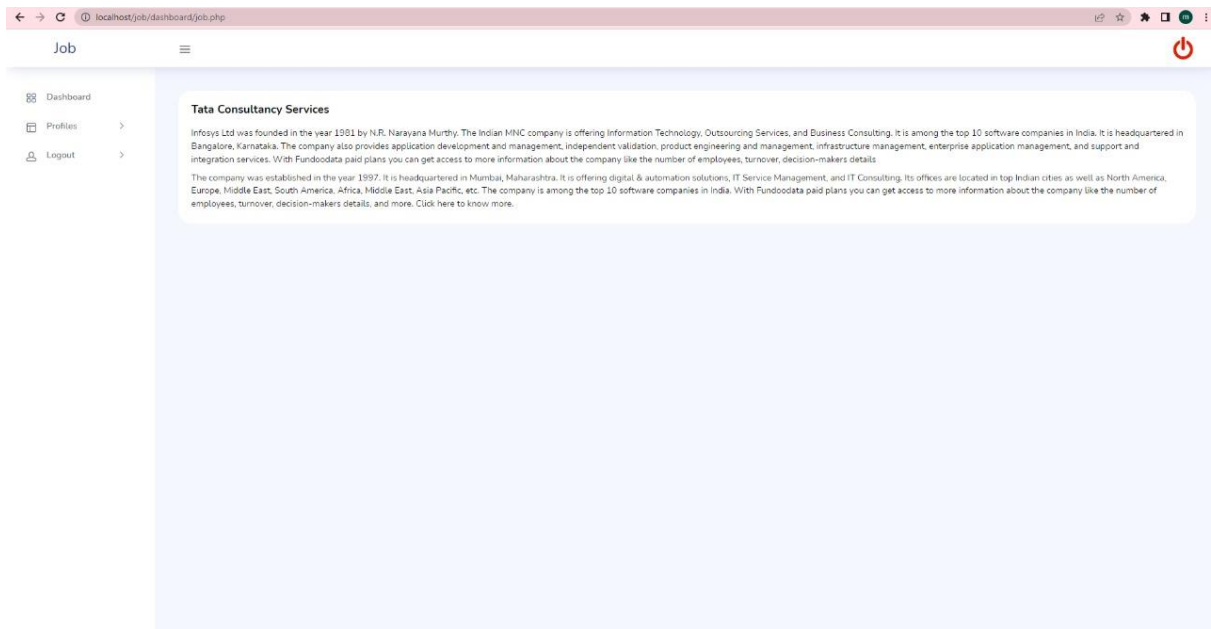 localhost/job/dashboard/job.php
Job
Dashboard
Profiles
Logout
Tata Consultancy Services
Infosys Ltd was founded in the year 1981 by N.R. Narayana Murthy. The Indian MNC company is offering Information Technology, Outsourcing Services, and Business Consulting. It is among the top 10 software companies in India. It is headquartered in
Bangalore, Karnataka. The company also provides application development and management, independent validation, product engineering and management, infrastructure management, enterprise application management, and support and
integration services. With Fundoodata paid plans you can get access to more information about the company like the number of employees, turnover, decision-makers details
The company was established in the year 1997. It is headquartered in Mumbai, Maharashtra. It is offering digital & automation solutions, IT Service Management, and IT Consulting. Its offices are located in top Indian cities as well as North America,
Europe, Middle East, South America, Africa, Middle East, Asia Pacific, etc. The company is among the top 10 software companies in India. With Fundoodata paid plans you can get access to more information about the company like the number of
employees, turnover, decision-makers details, and more. Click here to know more.